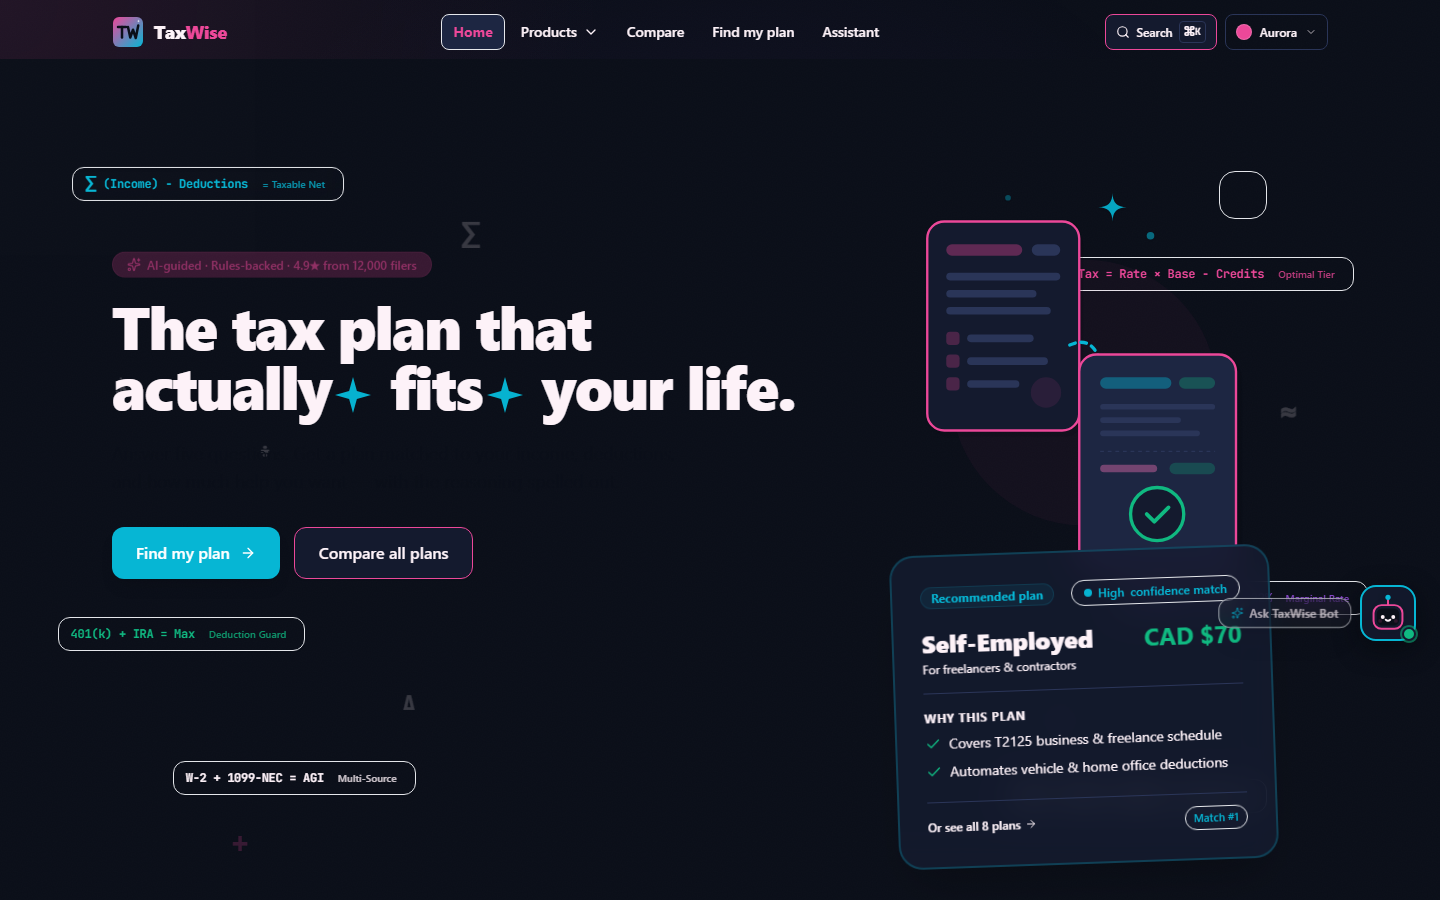 TW TaxWise
Home
Products
Compare
Find my plan
Assistant
Search ⌘K
Aurora
Σ (Income) - Deductions = Taxable Net
Σ
AI-guided · Rules-backed · 4.9★ from 12,000 filers
The tax plan that
actually fits your life.
Find my plan →
Compare all plans
401(k) + IRA = Max Deduction Guard
Δ
W-2 + 1099-NEC = AGI Multi-Source
+
Tax = Rate × Base - Credits Optimal Tier
≈
Marginal Rate
Ask TaxWise Bot
Recommended plan
High confidence match
Self-Employed
CAD $70
For freelancers & contractors
WHY THIS PLAN
Covers T2125 business & freelance schedule
Automates vehicle & home office deductions
Or see all 8 plans →
Match #1